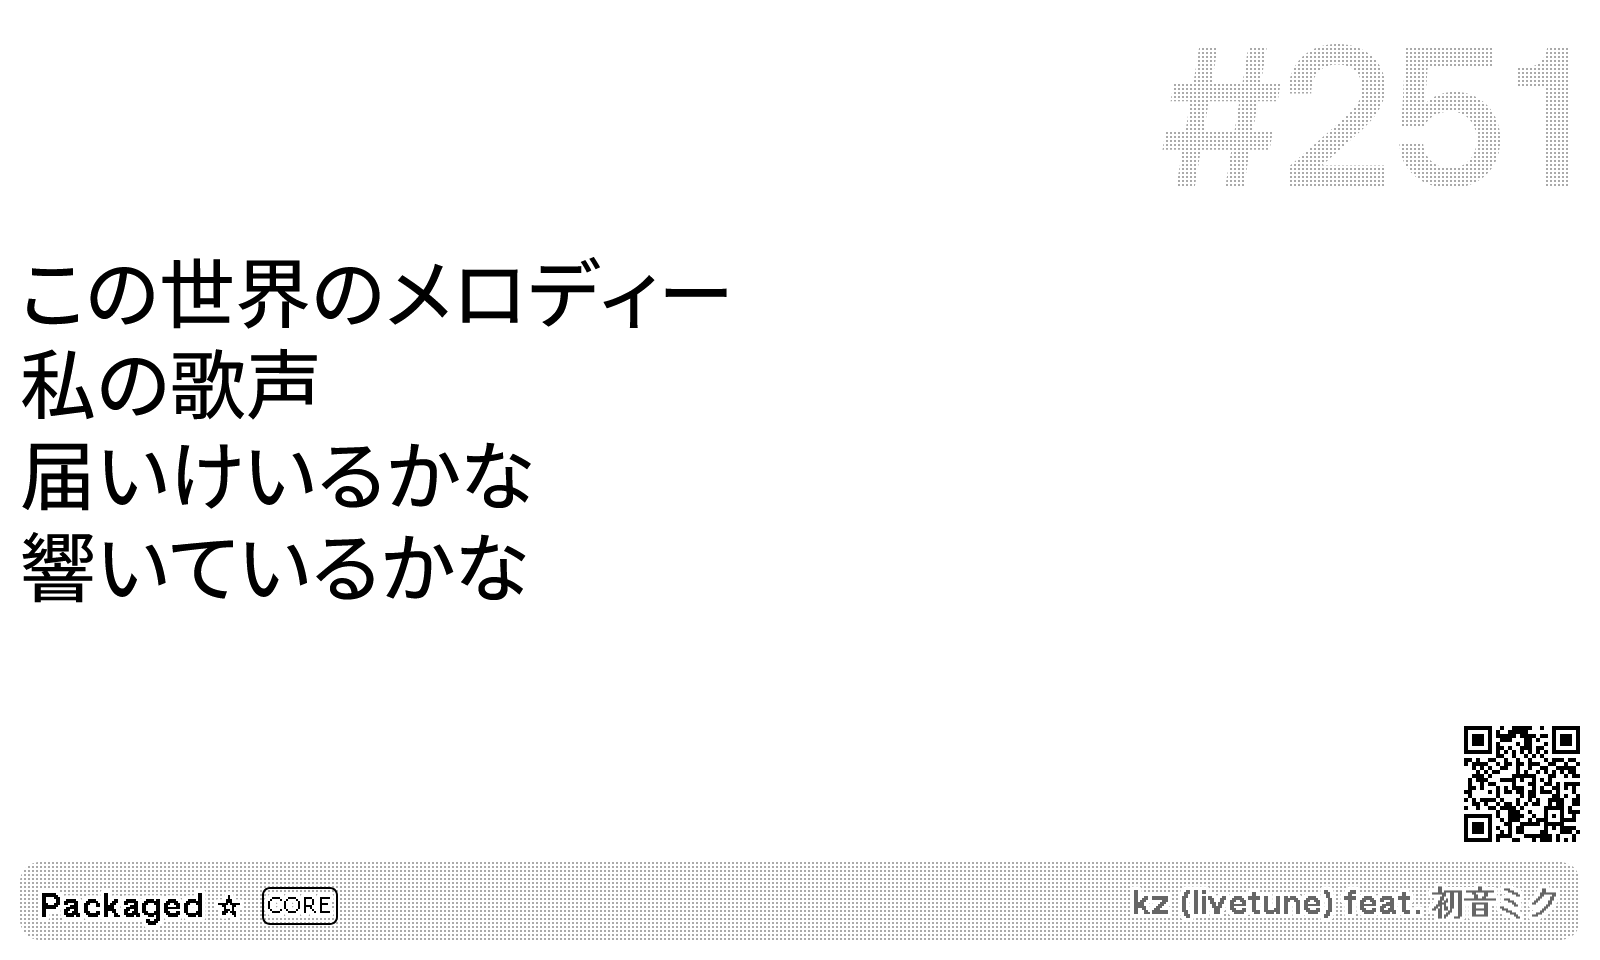 #251
この世界のメロディー
私の歌声
届いけいるかな
響いているかな
Packaged ☆ CORE
kz (livetune) feat. 初音ミク